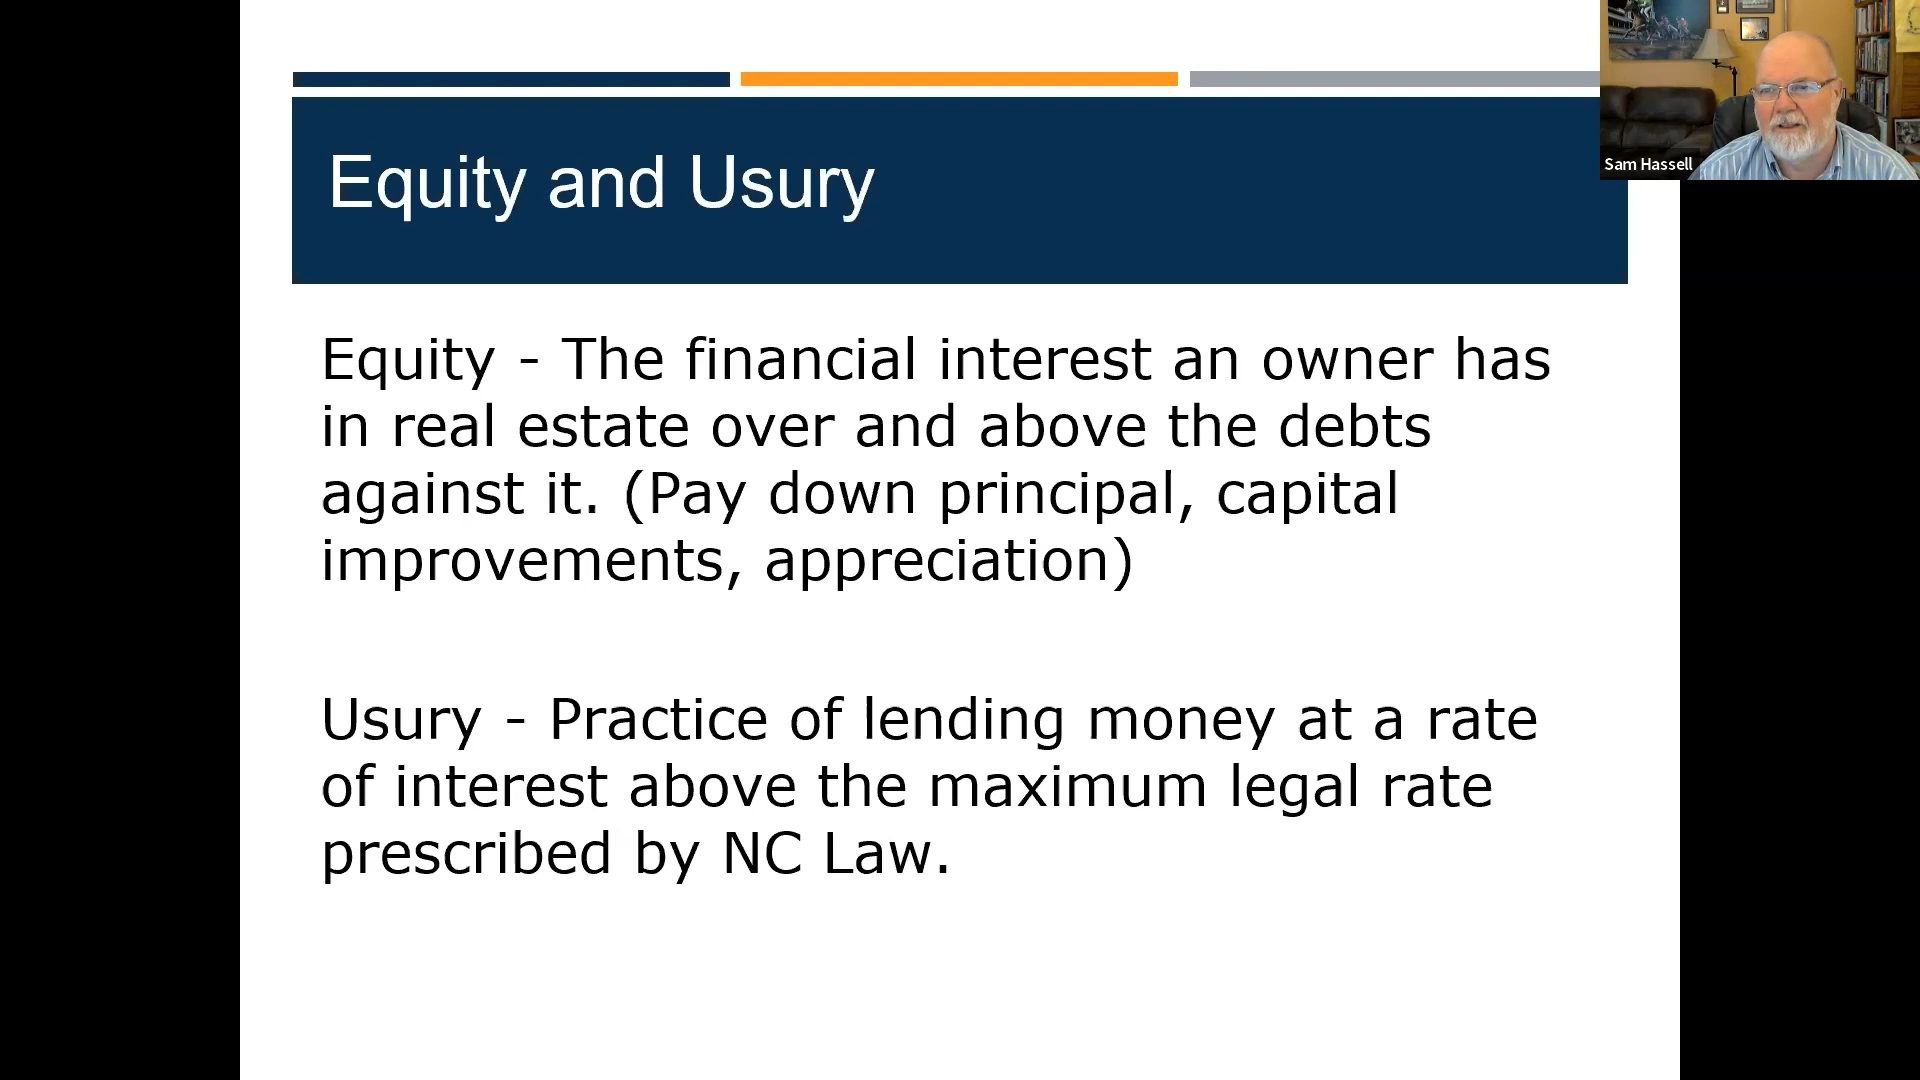 Equity and Usury
Sam Hassell
Equity - The financial interest an owner has
in real estate over and above the debts
against it. (Pay down principal, capital
improvements, appreciation)
Usury - Practice of lending money at a rate
of interest above the maximum legal rate
prescribed by NC Law.